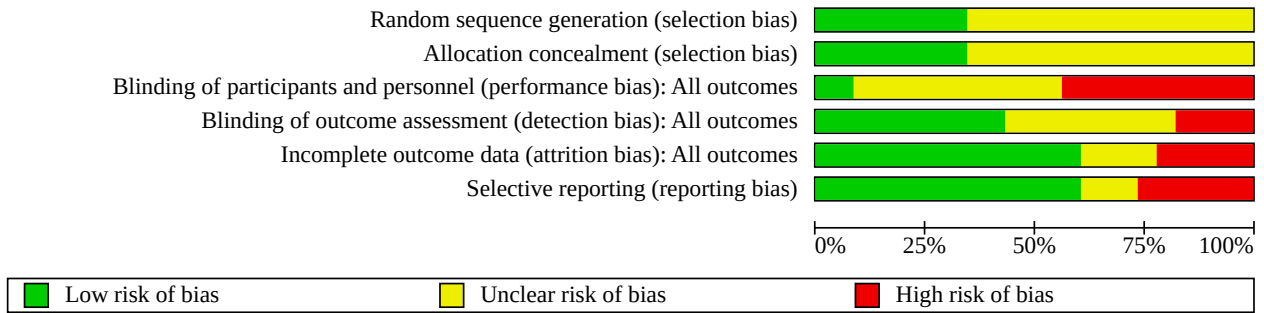 Random sequence generation (selection bias)
Allocation concealment (selection bias)
Blinding of participants and personnel (performance bias): All outcomes
Blinding of outcome assessment (detection bias): All outcomes
Incomplete outcome data (attrition bias): All outcomes
Selective reporting (reporting bias)
0% 25% 50% 75% 100%
Low risk of bias Unclear risk of bias High risk of bias